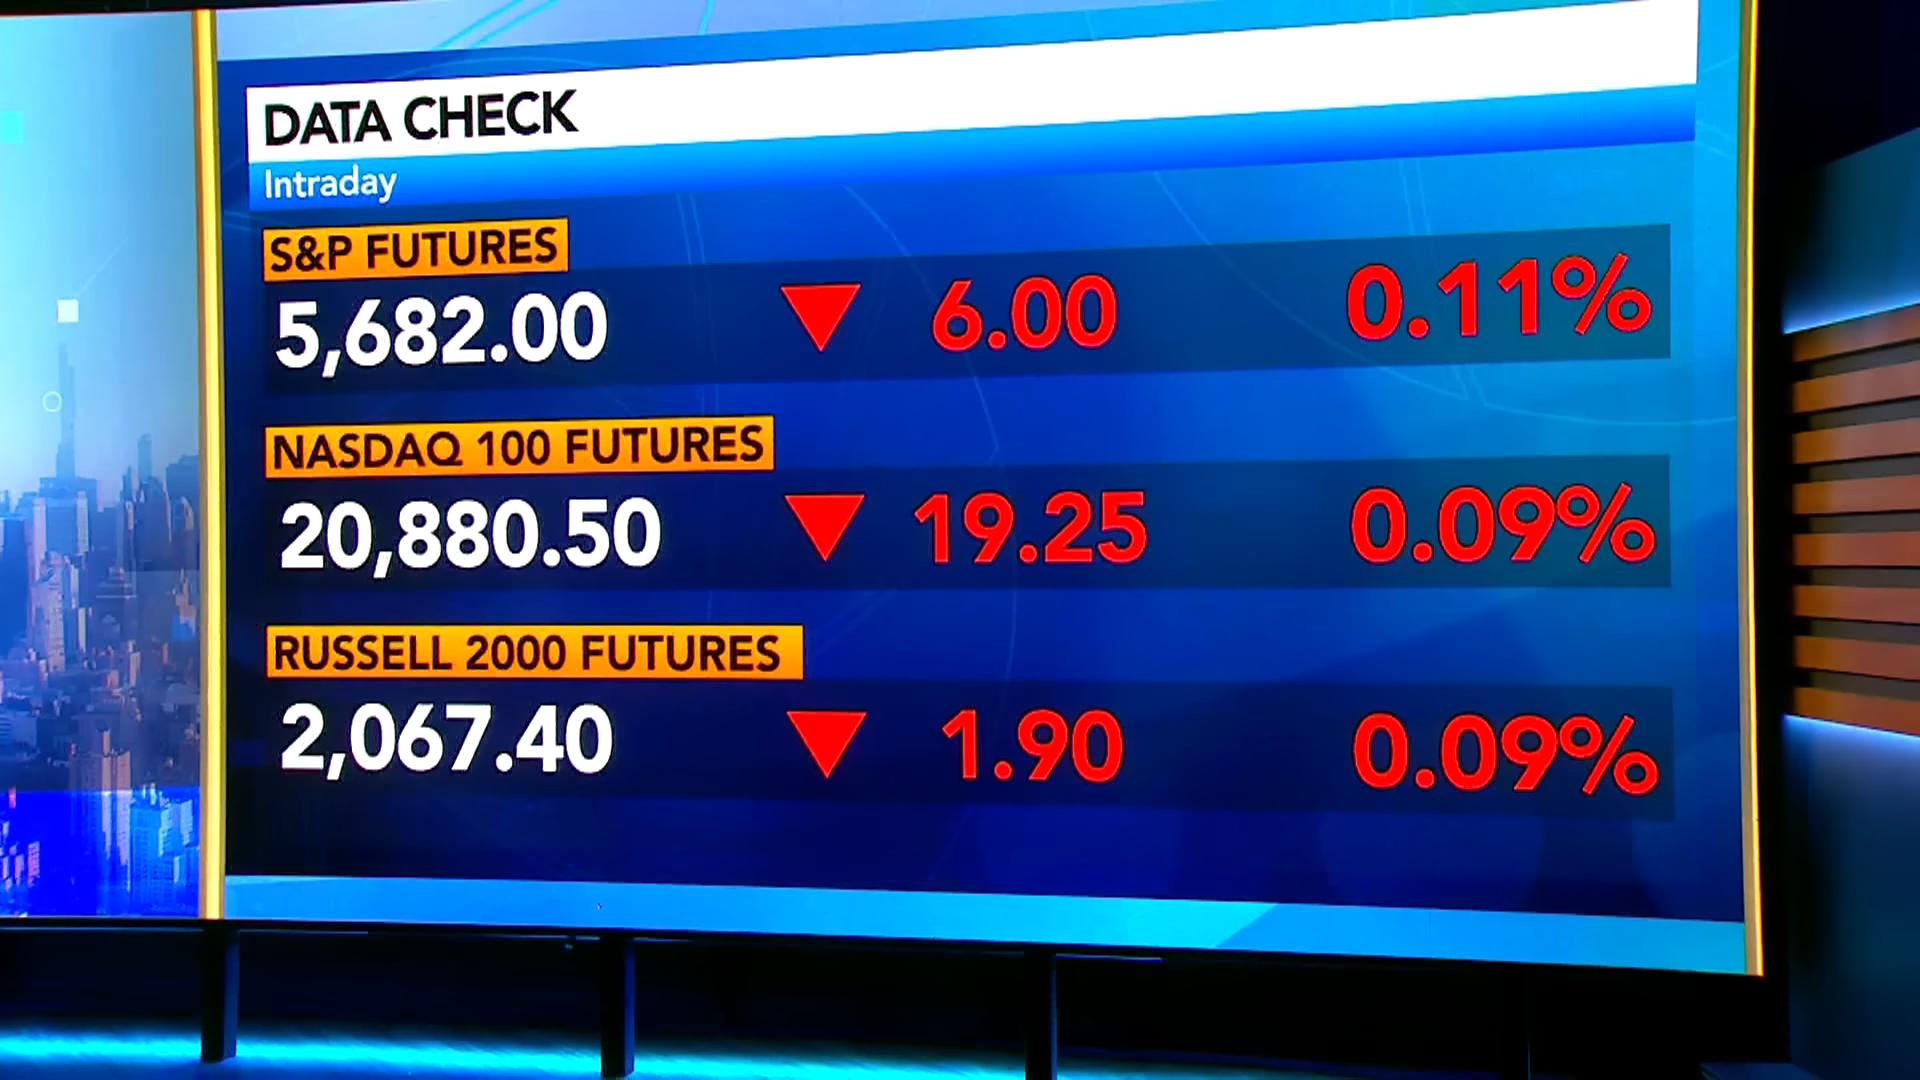 DATA CHECK
Intraday
S&P FUTURES
5,682.00 ▼ 6.00 0.11%
NASDAQ 100 FUTURES
20,880.50 ▼ 19.25 0.09%
RUSSELL 2000 FUTURES
2,067.40 ▼ 1.90 0.09%